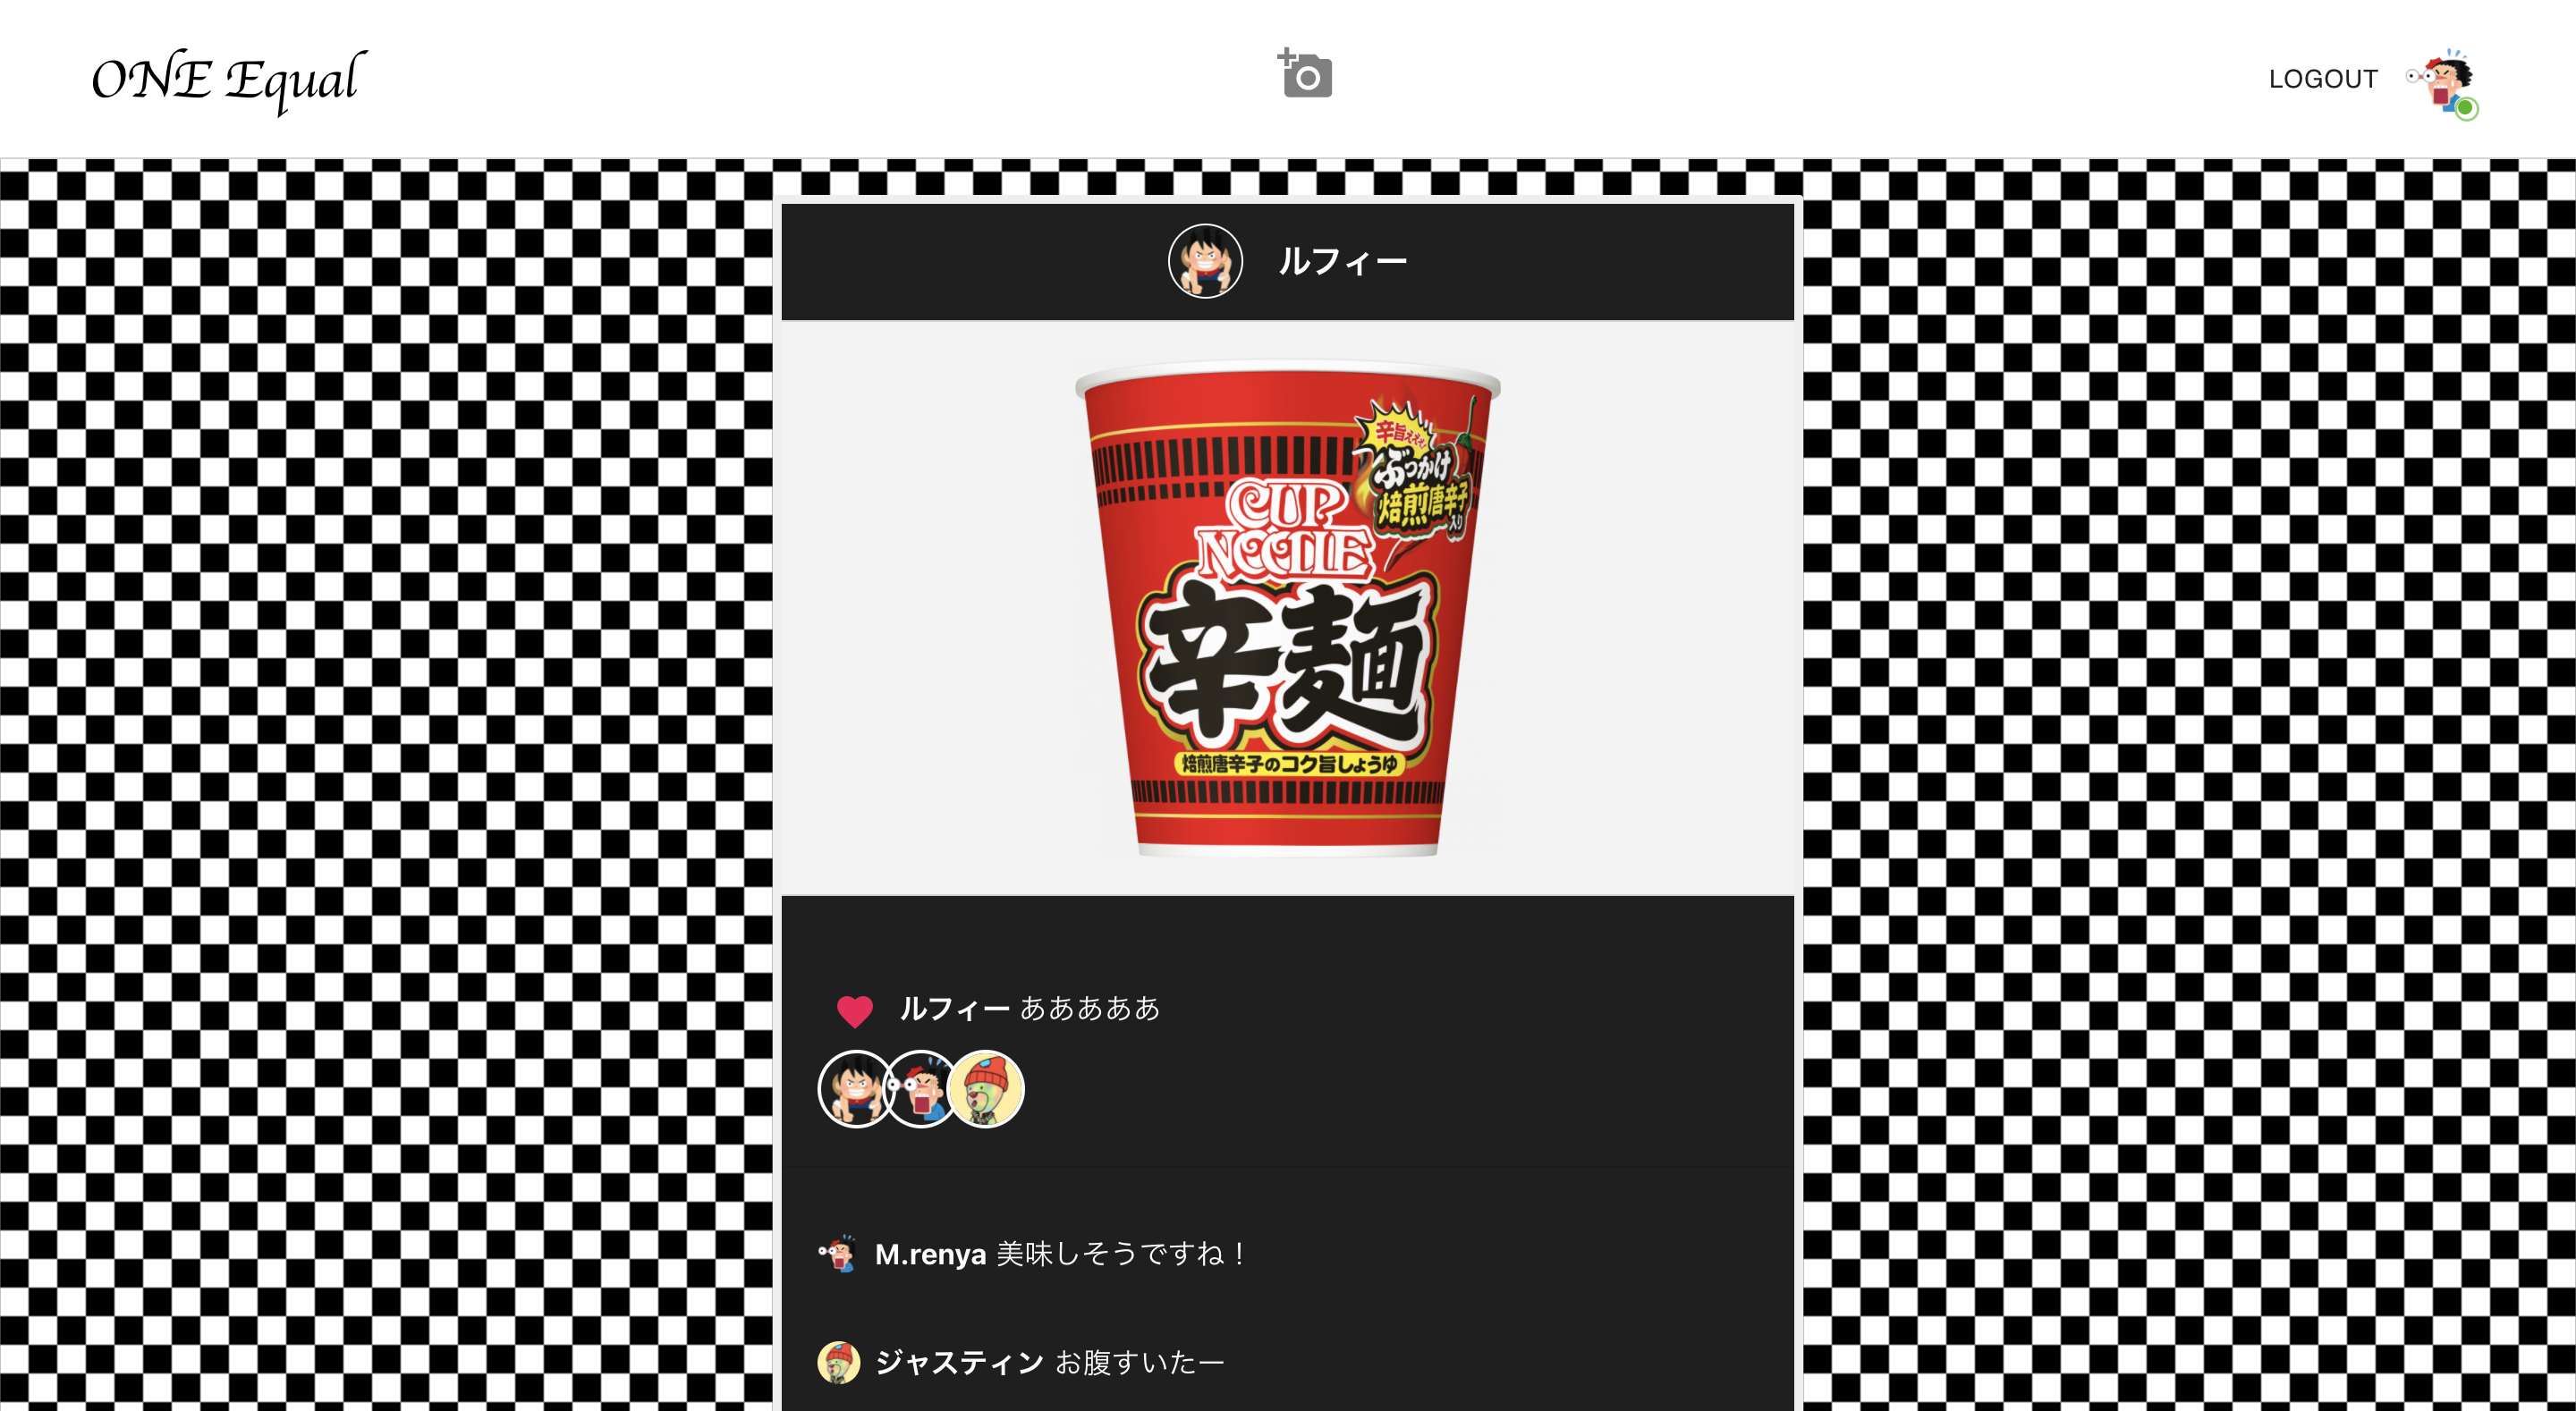 ONE Equal
LOGOUT
ルフィー
辛旨ぇぇぇ!
ぶっかけ
焙煎唐辛子
入り
CUP
NOODLE
辛麺
焙煎唐辛子のコク旨しょうゆ
ルフィー あああああ
M.renya 美味しそうですね！
ジャスティン お腹すいたー